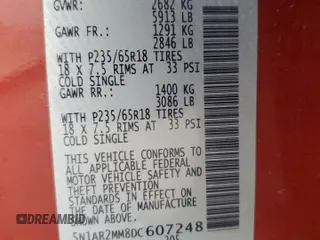 GVWR: 2682 KG
5913 LB
GAWR FR.: 1291 KG
2846 LB
WITH P235/65R18 TIRES
18 X 7.5 RIMS AT 33 PSI
COLD SINGLE
GAWR RR.: 1400 KG
3086 LB
WITH P235/65R18 TIRES
18 X 7.5 RIMS AT 33 PSI
COLD SINGLE
THIS VEHICLE CONFORMS TO
ALL APPLICABLE FEDERAL
MOTOR VEHICLE SAFETY
STANDARDS IN EFFECT ON
THE DATE OF MANUFACTURE
SHOWN ABOVE.
5N1AR2MM8DC607248
DREAMBID